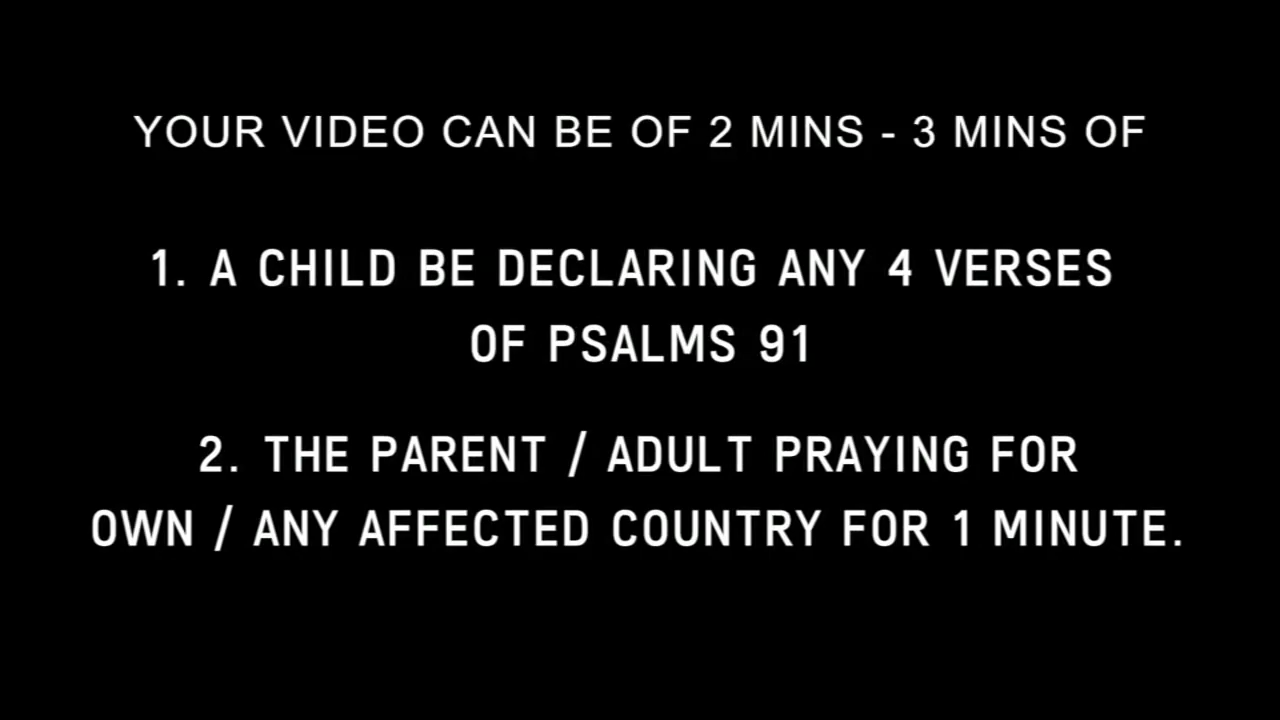 YOUR VIDEO CAN BE OF 2 MINS - 3 MINS OF
1. A CHILD BE DECLARING ANY 4 VERSES
OF PSALMS 91
2. THE PARENT / ADULT PRAYING FOR
OWN / ANY AFFECTED COUNTRY FOR 1 MINUTE.